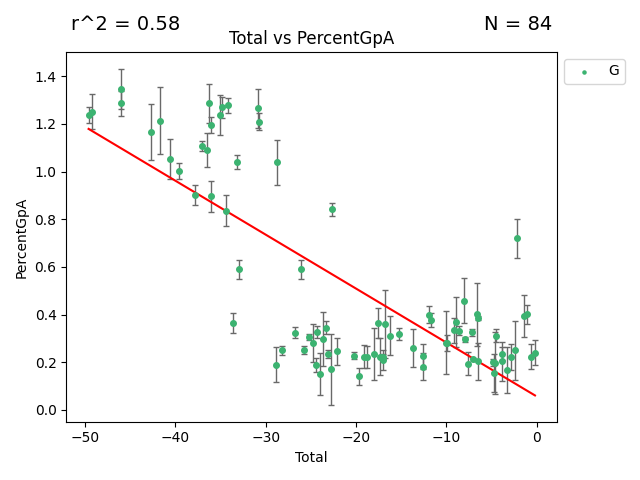 r^2 = 0.58
N = 84
Total vs PercentGpA
G
PercentGpA
1.4
1.2
1.0
0.8
0.6
0.4
0.2
0.0
−50
−40
−30
−20
−10
0
Total